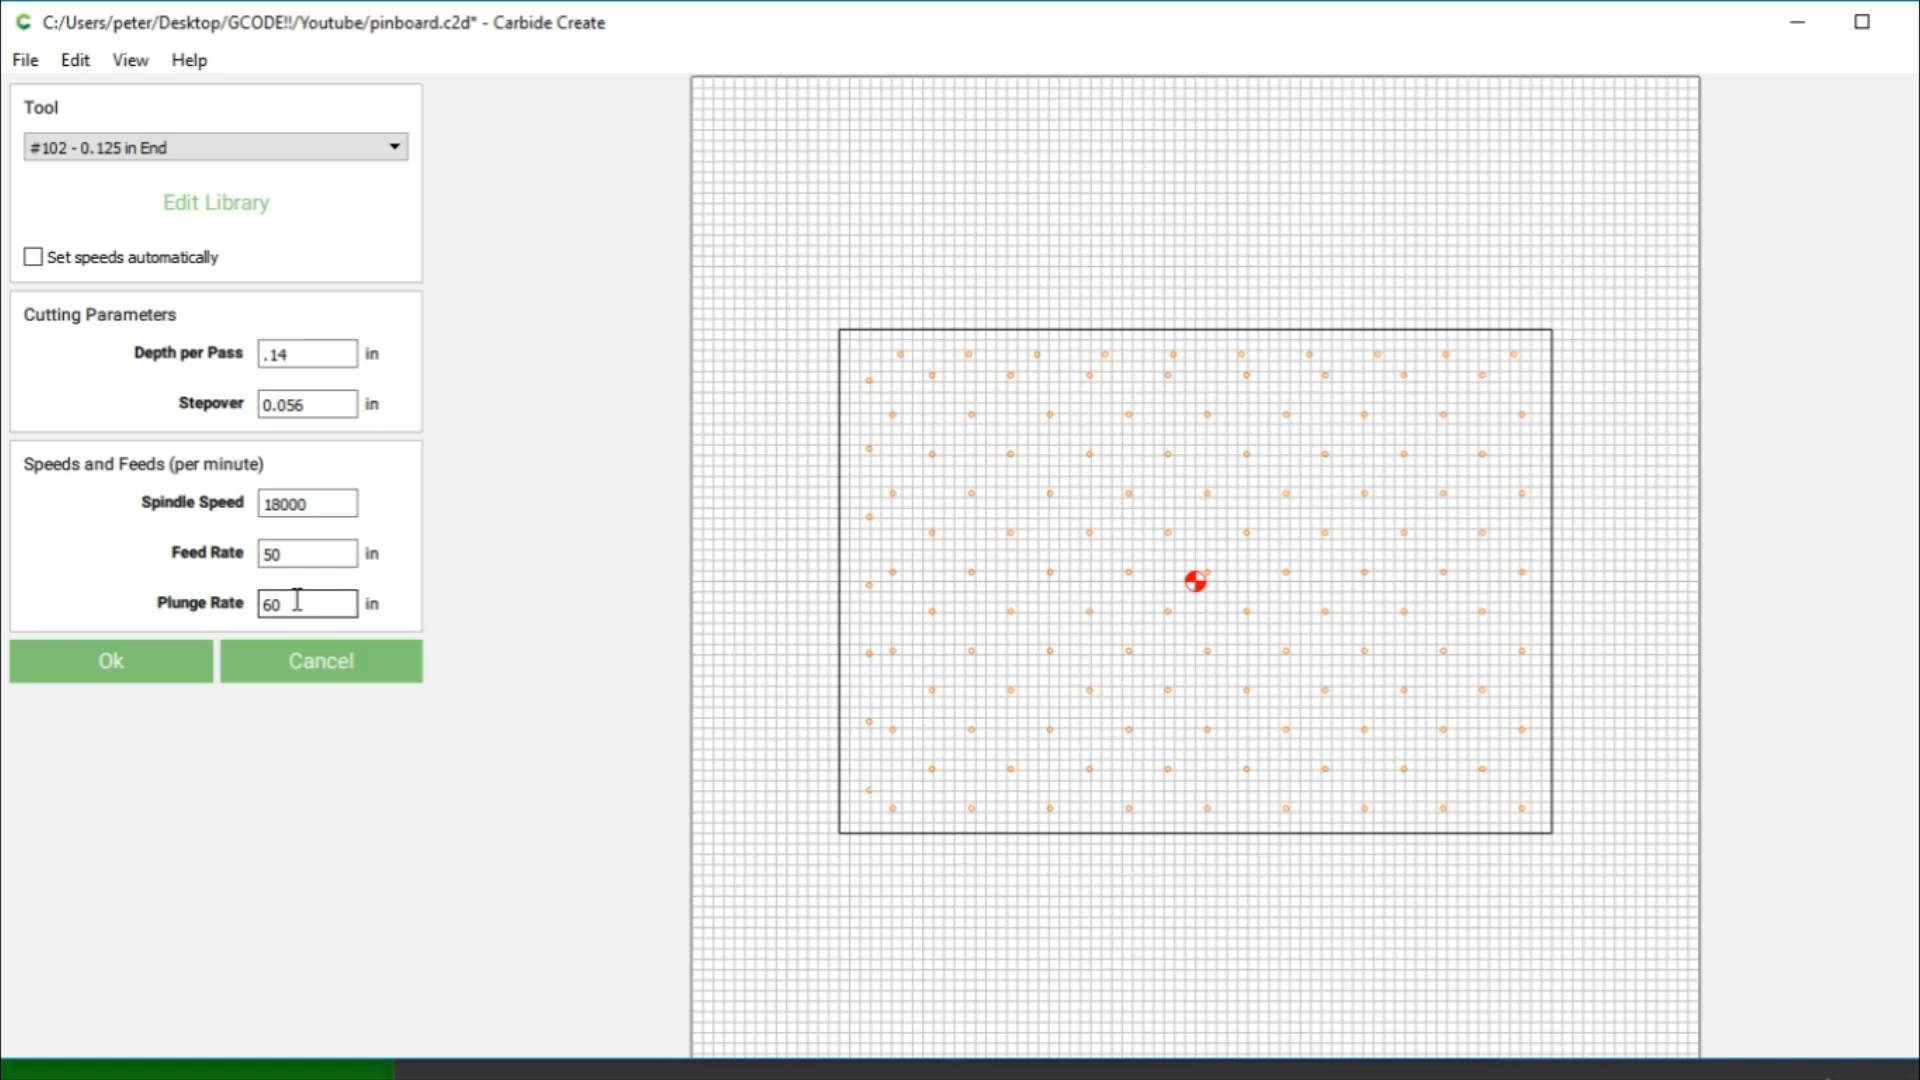 C:/Users/peter/Desktop/GCODE!!/Youtube/pinboard.c2d* - Carbide Create
File Edit View Help
Tool
#102 - 0.125 in End
Edit Library
Set speeds automatically
Cutting Parameters
Depth per Pass .14 in
Stepover 0.056 in
Speeds and Feeds (per minute)
Spindle Speed 18000
Feed Rate 50 in
Plunge Rate 60 in
Ok Cancel